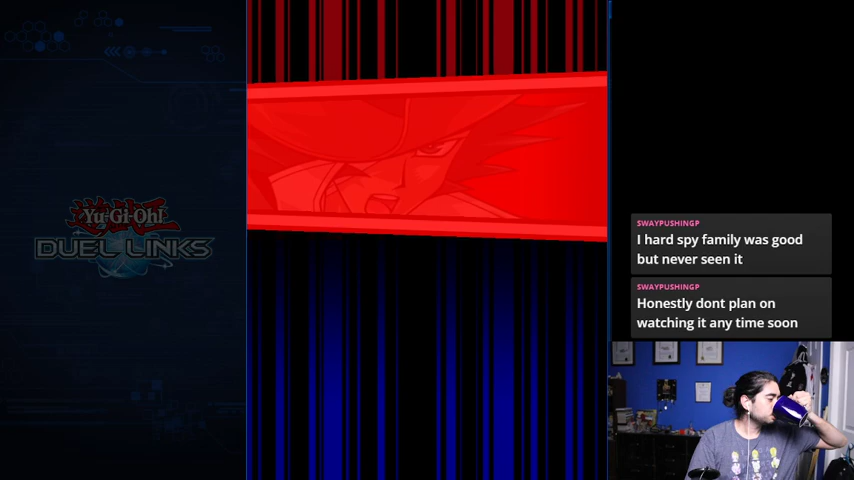 Yu-Gi-Oh!
DUEL LINKS
SWAYPUSHINGP
I hard spy family was good
but never seen it
SWAYPUSHINGP
Honestly dont plan on
watching it any time soon